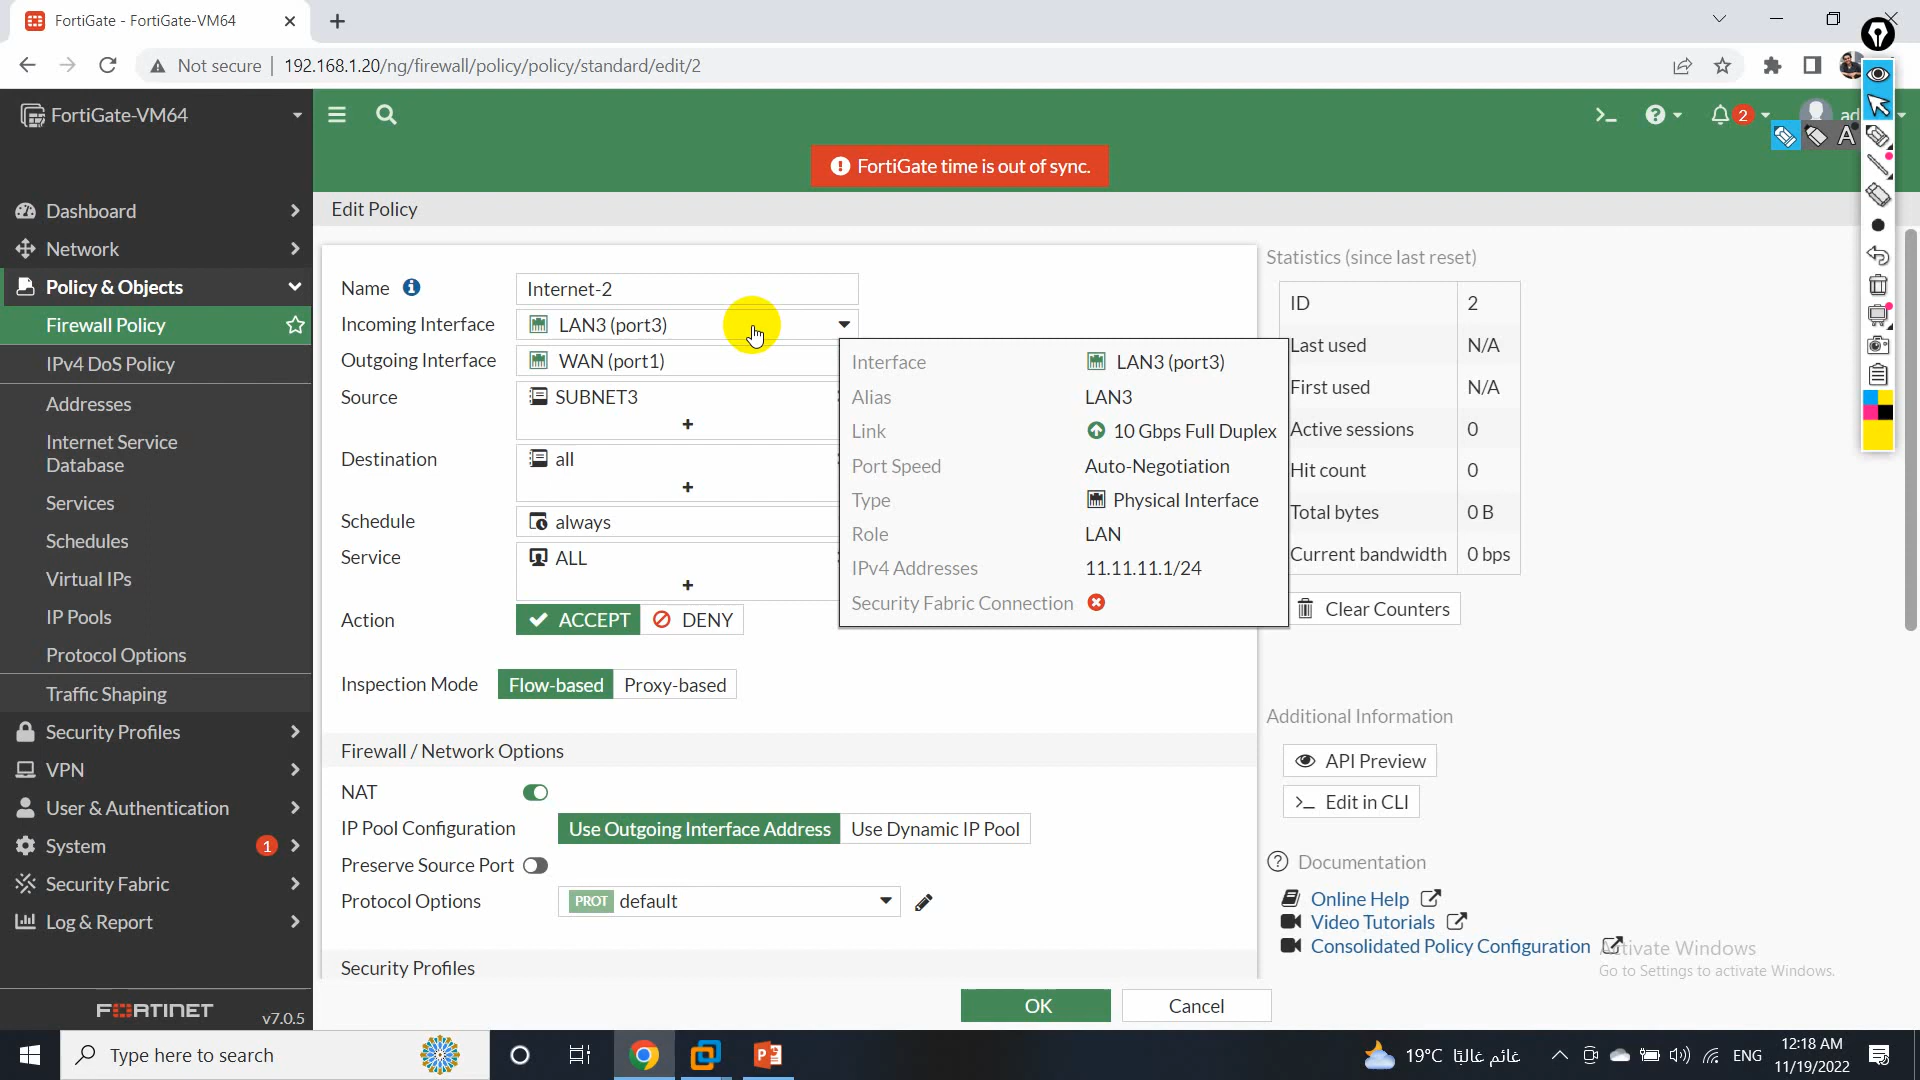 FortiGate - FortiGate-VM64
Not secure
192.168.1.20/ng/firewall/policy/policy/standard/edit/2
FortiGate-VM64
2
ad
A
FortiGate time is out of sync.
Dashboard
Network
Policy & Objects
Firewall Policy
IPv4 DoS Policy
Addresses
Internet Service
Database
Services
Schedules
Virtual IPs
IP Pools
Protocol Options
Traffic Shaping
Security Profiles
VPN
User & Authentication
System 1
Security Fabric
Log & Report
FORTINET v7.0.5
Edit Policy
Name Internet-2
Incoming Interface LAN3 (port3)
Outgoing Interface WAN (port1)
Source SUBNET3
Destination all
Schedule always
Service ALL
Action ACCEPT DENY
Inspection Mode Flow-based Proxy-based
Firewall / Network Options
NAT
IP Pool Configuration Use Outgoing Interface Address Use Dynamic IP Pool
Preserve Source Port
Protocol Options PROT default
Security Profiles
OK Cancel
Interface LAN3 (port3)
Alias LAN3
Link 10 Gbps Full Duplex
Port Speed Auto-Negotiation
Type Physical Interface
Role LAN
IPv4 Addresses 11.11.11.1/24
Security Fabric Connection
Statistics (since last reset)
ID 2
Last used N/A
First used N/A
Active sessions 0
Hit count 0
Total bytes 0 B
Current bandwidth 0 bps
Clear Counters
Additional Information
API Preview
>_ Edit in CLI
Documentation
Online Help
Video Tutorials
Consolidated Policy Configuration
Activate Windows
Go to Settings to activate Windows.
Type here to search
19°C غائم غالبًا
ENG
12:18 AM
11/19/2022